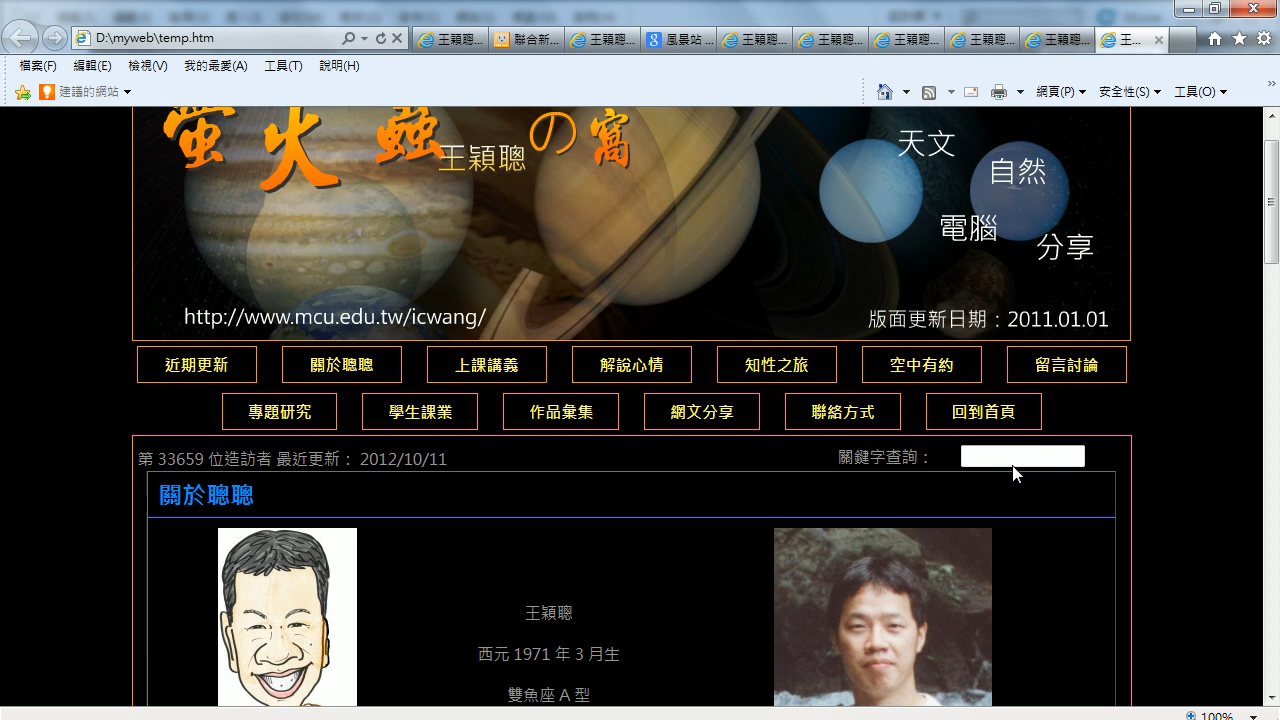 D:\myweb\temp.htm
王穎聰...
聯合新...
王穎聰...
風景站 ...
王穎聰...
王穎聰...
王穎聰...
王穎聰...
王穎聰...
王...
檔案(F) 編輯(E) 檢視(V) 我的最愛(A) 工具(T) 說明(H)
建議的網站
網頁(P) 安全性(S) 工具(O)
螢火蟲の窩
王穎聰
天文
自然
電腦
分享
http://www.mcu.edu.tw/icwang/
版面更新日期：2011.01.01
近期更新 關於聰聰 上課講義 解說心情 知性之旅 空中有約 留言討論
專題研究 學生課業 作品彙集 網文分享 聯絡方式 回到首頁
第 33659 位造訪者 最近更新： 2012/10/11
關鍵字查詢：
關於聰聰
王穎聰
西元 1971 年 3 月生
雙魚座 A 型
100%